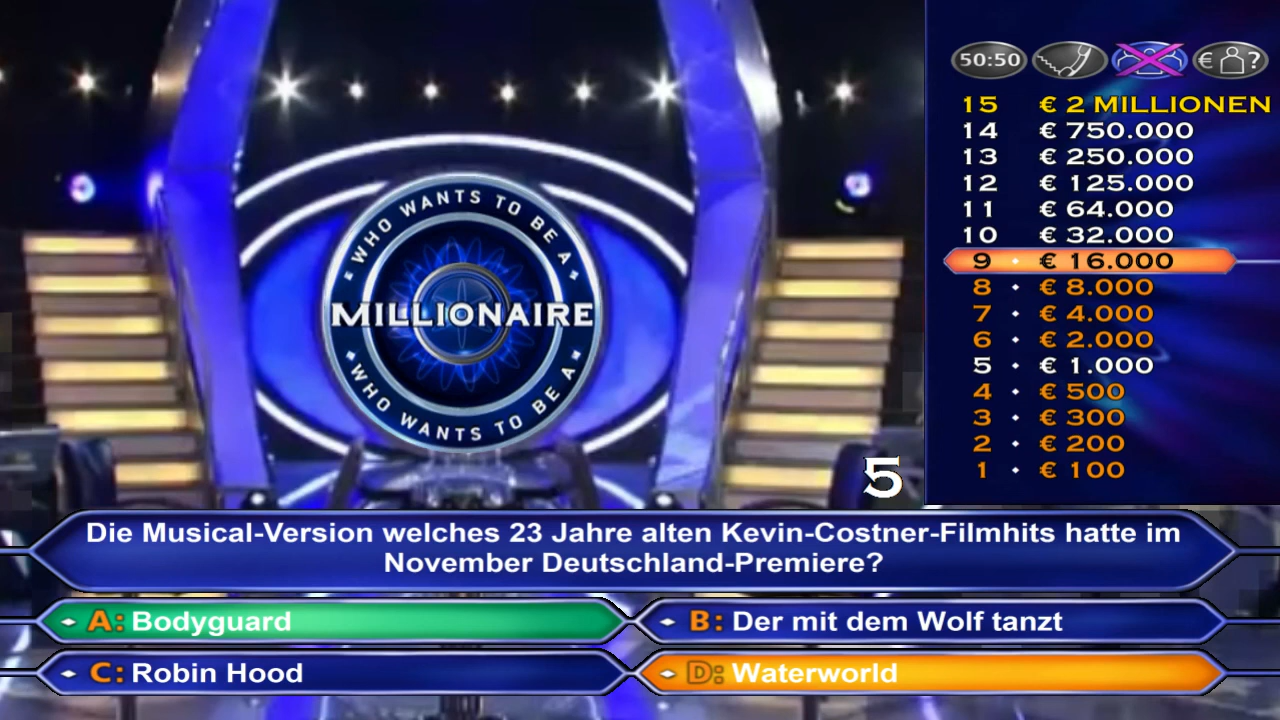 WHO WANTS TO BE A
MILLIONAIRE
WHO WANTS TO BE A
50:50 € ?
15 € 2 MILLIONEN
14 € 750.000
13 € 250.000
12 € 125.000
11 € 64.000
10 € 32.000
9 € 16.000
8 € 8.000
7 € 4.000
6 € 2.000
5 € 1.000
4 € 500
3 € 300
2 € 200
1 € 100
5
Die Musical-Version welches 23 Jahre alten Kevin-Costner-Filmhits hatte im
November Deutschland-Premiere?
A: Bodyguard
B: Der mit dem Wolf tanzt
C: Robin Hood
D: Waterworld